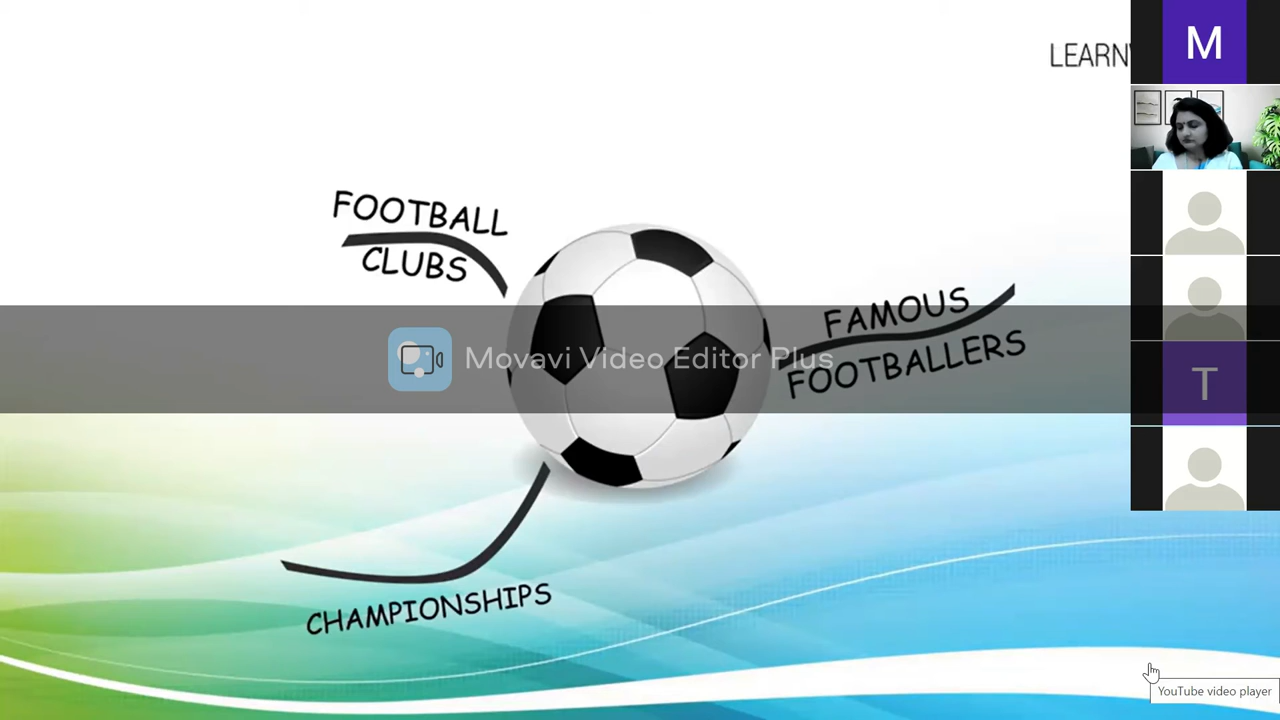 LEARN
FOOTBALL
CLUBS
FAMOUS
FOOTBALLERS
Movavi Video Editor Plus
CHAMPIONSHIPS
M
T
YouTube video player